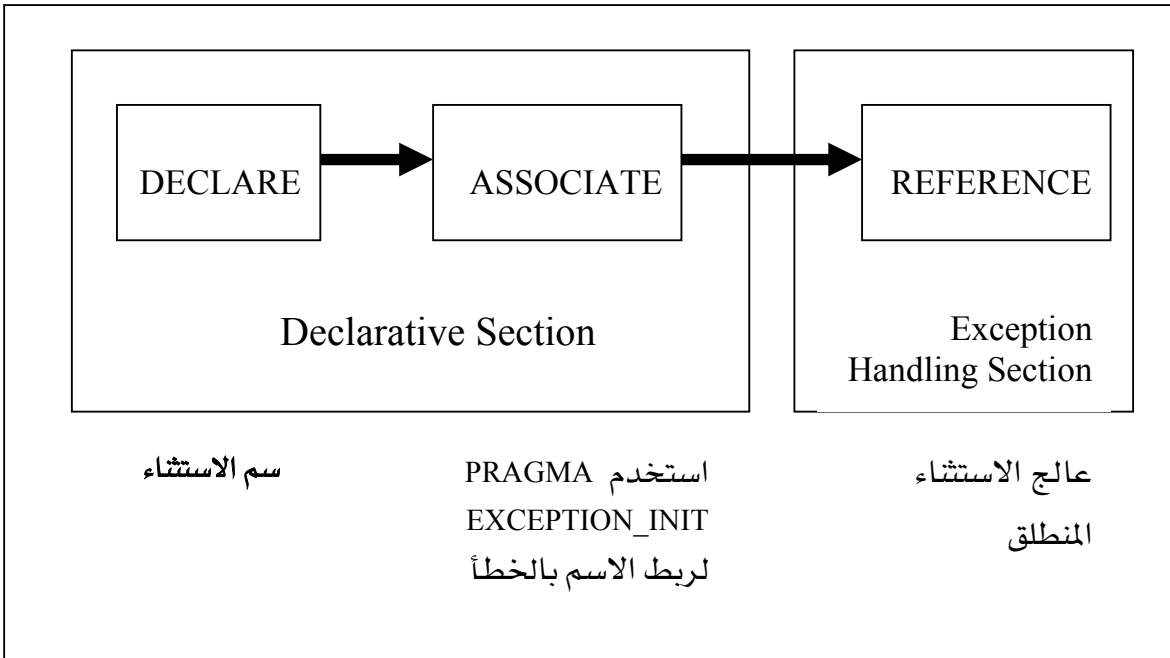 DECLARE
ASSOCIATE
REFERENCE
Declarative Section
Exception
Handling Section
سم الاستثناء
استخدم PRAGMA
EXCEPTION_INIT
لربط الاسم بالخطأ
عالج الاستثناء
المنطلق